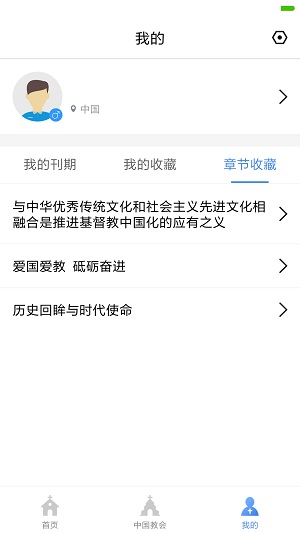 我的
中国
我的刊期
我的收藏
章节收藏
与中华优秀传统文化和社会主义先进文化相
融合是推进基督教中国化的应有之义
爱国爱教 砥砺奋进
历史回眸与时代使命
首页
中国教会
我的